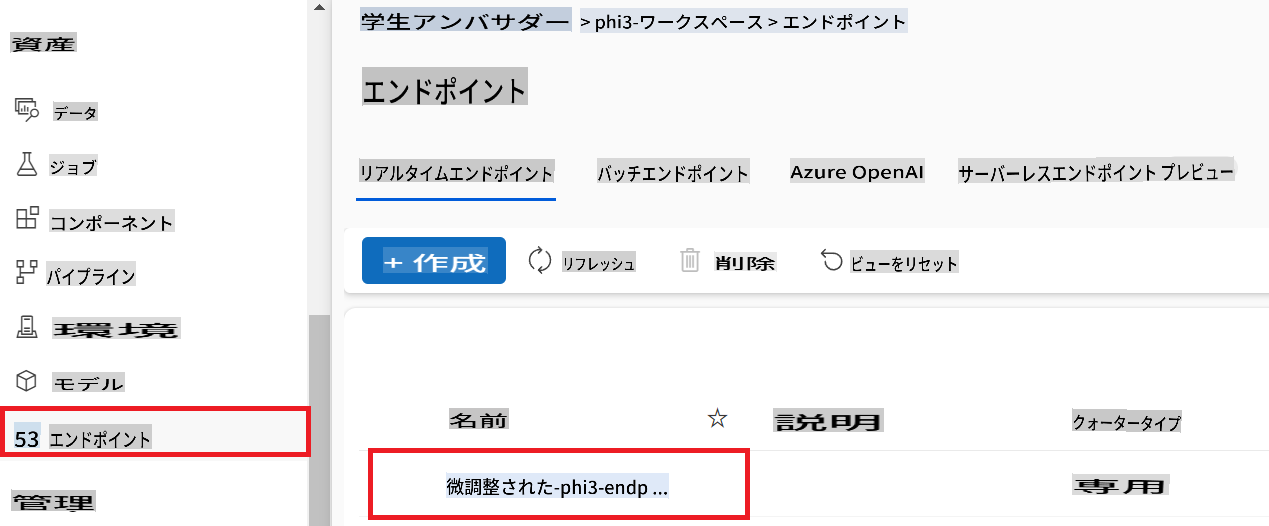 資産
データ
ジョブ
コンポーネント
パイプライン
環境
モデル
53 エンドポイント
管理
学生アンバサダー > phi3-ワークスペース > エンドポイント
エンドポイント
リアルタイムエンドポイント バッチエンドポイント Azure OpenAI サーバーレスエンドポイント プレビュー
+ 作成 リフレッシュ 削除 ビューをリセット
名前 説明 クォータータイプ
微調整された-phi3-endp ... 専用